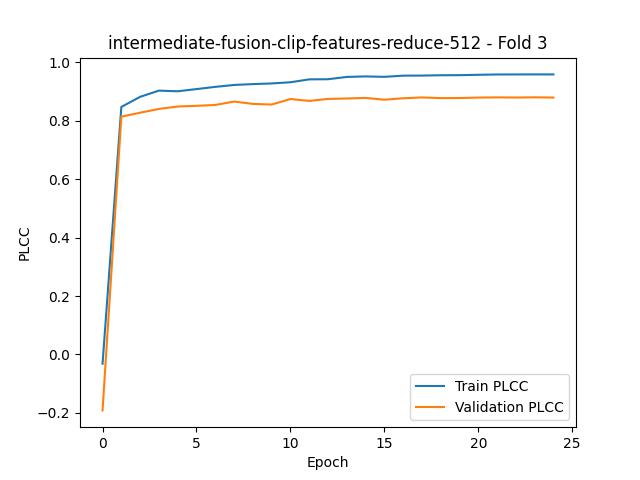 intermediate-fusion-clip-features-reduce-512 - Fold 3
PLCC
1.0
0.8
0.6
0.4
0.2
0.0
−0.2
0 5 10 15 20 25
Epoch
Train PLCC
Validation PLCC